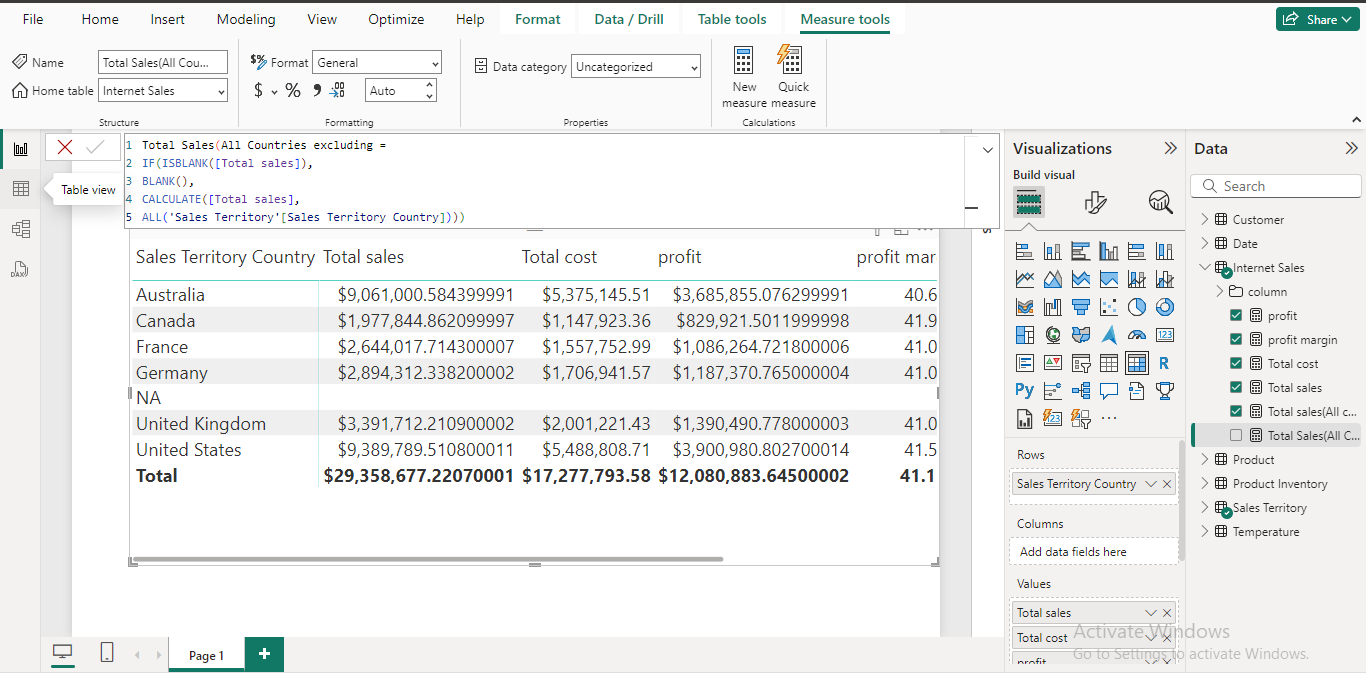 File Home Insert Modeling View Optimize Help Format Data / Drill Table tools Measure tools Share
Name Total Sales(All Cou...
Home table Internet Sales
Structure
$% Format General
$ % Auto
Formatting
Data category Uncategorized
Properties
New measure
Quick measure
Calculations
Table view
DAX
1 Total Sales(All Countries excluding =
2 IF(ISBLANK([Total sales]),
3 BLANK(),
4 CALCULATE([Total sales],
5 ALL('Sales Territory'[Sales Territory Country])))
Sales Territory Country Total sales Total cost profit profit mar
Australia $9,061,000.584399991 $5,375,145.51 $3,685,855.076299991 40.6
Canada $1,977,844.862099997 $1,147,923.36 $829,921.5011999998 41.9
France $2,644,017.714300007 $1,557,752.99 $1,086,264.721800006 41.0
Germany $2,894,312.338200002 $1,706,941.57 $1,187,370.765000004 41.0
NA
United Kingdom $3,391,712.210900002 $2,001,221.43 $1,390,490.778000003 41.0
United States $9,389,789.510800011 $5,488,808.71 $3,900,980.802700014 41.5
Total $29,358,677.22070001 $17,277,793.58 $12,080,883.64500002 41.1
Page 1
Visualizations
Build visual
123
R
Py
123
Rows
Sales Territory Country
Columns
Add data fields here
Values
Total sales
Total cost
profit
Data
Search
Customer
Date
Internet Sales
column
profit
profit margin
Total cost
Total sales
Total sales(All c...
Total Sales(All C...
Product
Product Inventory
Sales Territory
Temperature
Activate Windows
Go to Settings to activate Windows.